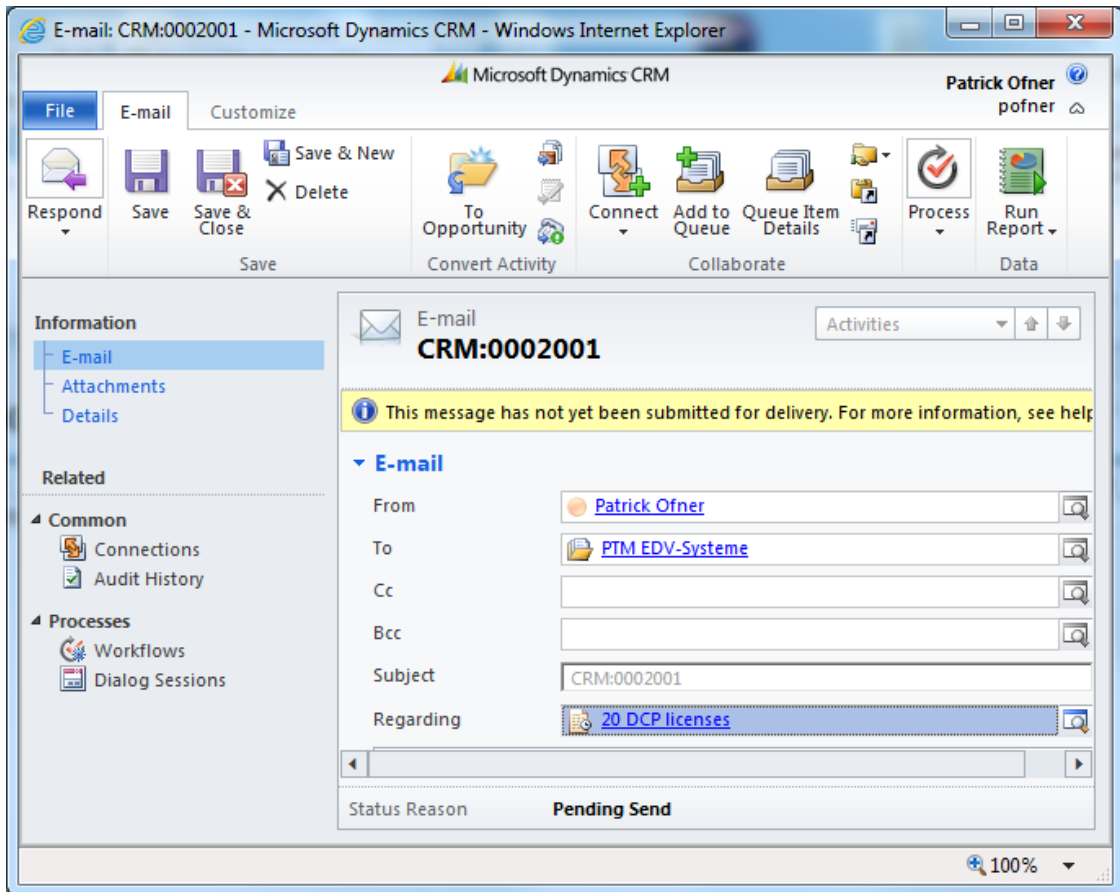 E-mail: CRM:0002001 - Microsoft Dynamics CRM - Windows Internet Explorer
Microsoft Dynamics CRM
Patrick Ofner
pofner
File E-mail Customize
Respond
Save
Save & Close
Save & New
Delete
Save
To Opportunity
Convert Activity
Connect
Add to Queue
Queue Item Details
Collaborate
Process
Run Report
Data
Information
E-mail
Attachments
Details
Related
Common
Connections
Audit History
Processes
Workflows
Dialog Sessions
E-mail
CRM:0002001
Activities
This message has not yet been submitted for delivery. For more information, see help
E-mail
From Patrick Ofner
To PTM EDV-Systeme
Cc
Bcc
Subject CRM:0002001
Regarding 20 DCP licenses
Status Reason Pending Send
100%